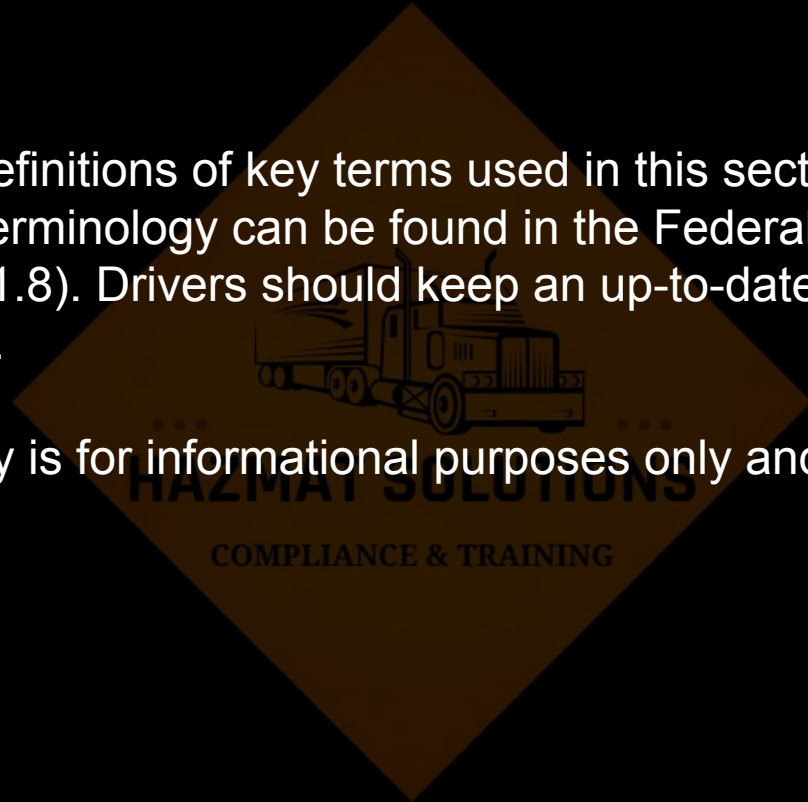 efinitions of key terms used in this sect
erminology can be found in the Federa
1.8). Drivers should keep an up-to-date
.
y is for informational purposes only and
HAZMAT SOLUTIONS
COMPLIANCE & TRAINING